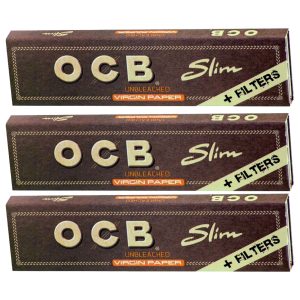 OCB Slim
UNBLEACHED
VIRGIN PAPER
+ FILTERS
OCB
OCB Slim
UNBLEACHED
VIRGIN PAPER
+ FILTERS
OCB
OCB Slim
UNBLEACHED
VIRGIN PAPER
+ FILTERS
OCB